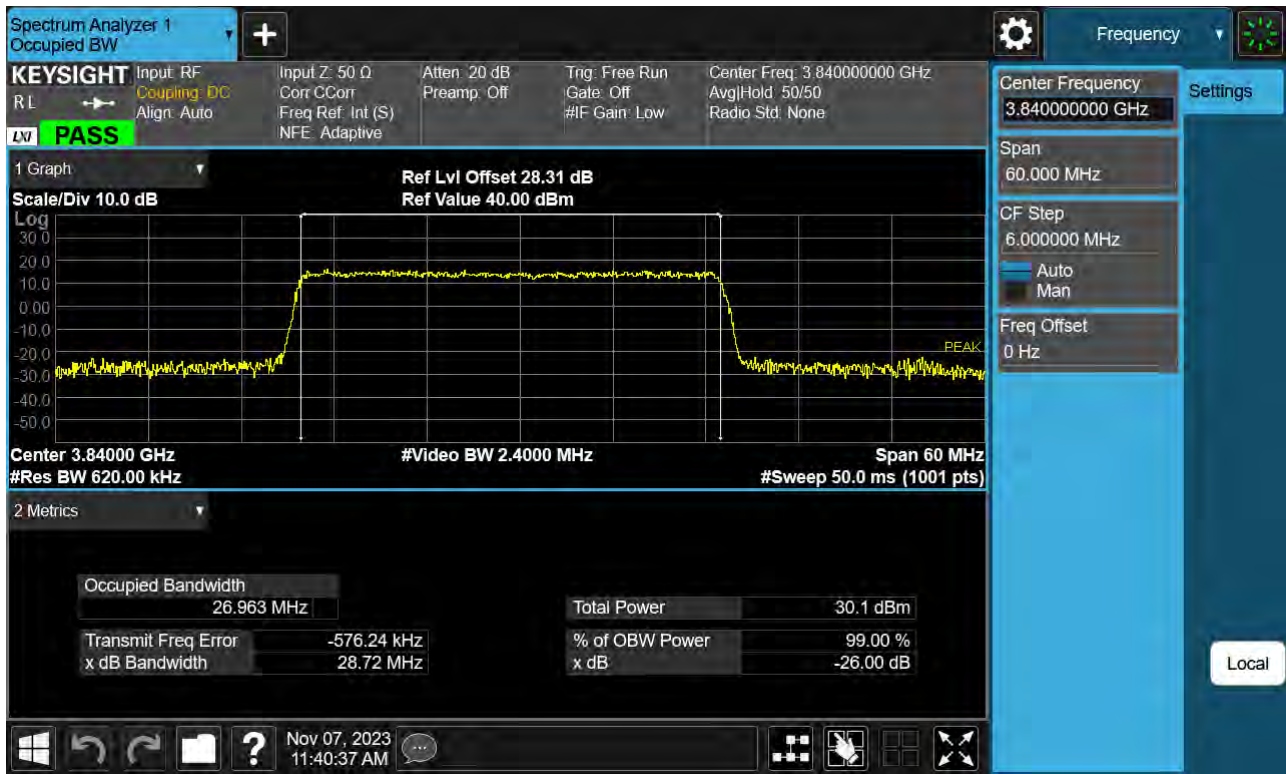 Spectrum Analyzer 1
Occupied BW
+
Frequency
KEYSIGHT
R L
LXI
PASS
Input: RF
Coupling: DC
Align: Auto
Input Z: 50 Ω
Corr CCorr
Freq Ref: Int (S)
NFE: Adaptive
Atten: 20 dB
Preamp: Off
Trig: Free Run
Gate: Off
#IF Gain: Low
Center Freq: 3.840000000 GHz
Avg|Hold: 50/50
Radio Std: None
Center Frequency
3.840000000 GHz
Settings
Span
60.000 MHz
CF Step
6.000000 MHz
Auto
Man
Freq Offset
0 Hz
1 Graph
Scale/Div 10.0 dB
Ref Lvl Offset 28.31 dB
Ref Value 40.00 dBm
Log
30.0
20.0
10.0
0.00
-10.0
-20.0
-30.0
-40.0
-50.0
PEAK
Center 3.84000 GHz
#Video BW 2.4000 MHz
Span 60 MHz
#Res BW 620.00 kHz
#Sweep 50.0 ms (1001 pts)
2 Metrics
Occupied Bandwidth
26.963 MHz
Total Power 30.1 dBm
Transmit Freq Error -576.24 kHz
% of OBW Power 99.00 %
x dB Bandwidth 28.72 MHz
x dB -26.00 dB
Local
?
Nov 07, 2023
11:40:37 AM